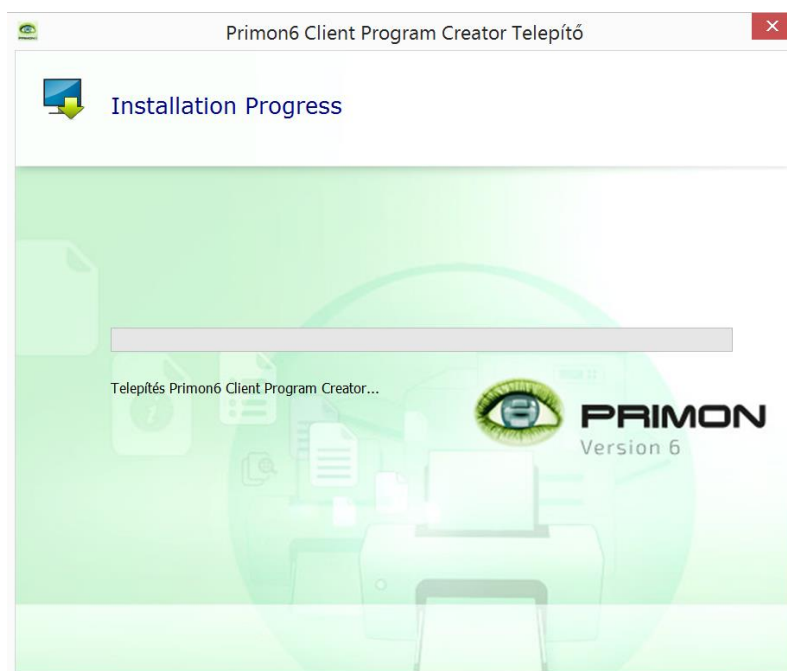 Primon6 Client Program Creator Telepítő
Installation Progress
Telepítés Primon6 Client Program Creator...
PRIMON
Version 6